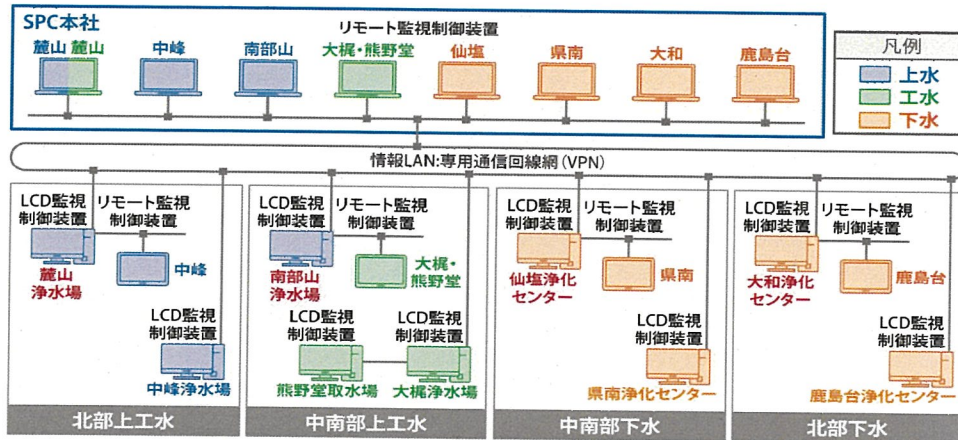 SPC本社
リモート監視制御装置
麓山 麓山
中峰
南部山
大梶・熊野堂
仙塩
県南
大和
鹿島台
凡例
上水
工水
下水
情報LAN:専用通信回線網(VPN)
LCD監視
制御装置
リモート監視
制御装置
麓山
浄水場
中峰
LCD監視
制御装置
中峰浄水場
北部上工水
LCD監視
制御装置
リモート監視
制御装置
南部山
浄水場
大梶・
熊野堂
LCD監視
制御装置
LCD監視
制御装置
熊野堂取水場
大梶浄水場
中南部上工水
LCD監視
制御装置
リモート監視
制御装置
仙塩浄化
センター
県南
LCD監視
制御装置
県南浄化センター
中南部下水
LCD監視
制御装置
リモート監視
制御装置
大和浄化
センター
鹿島台
LCD監視
制御装置
鹿島台浄化センター
北部下水